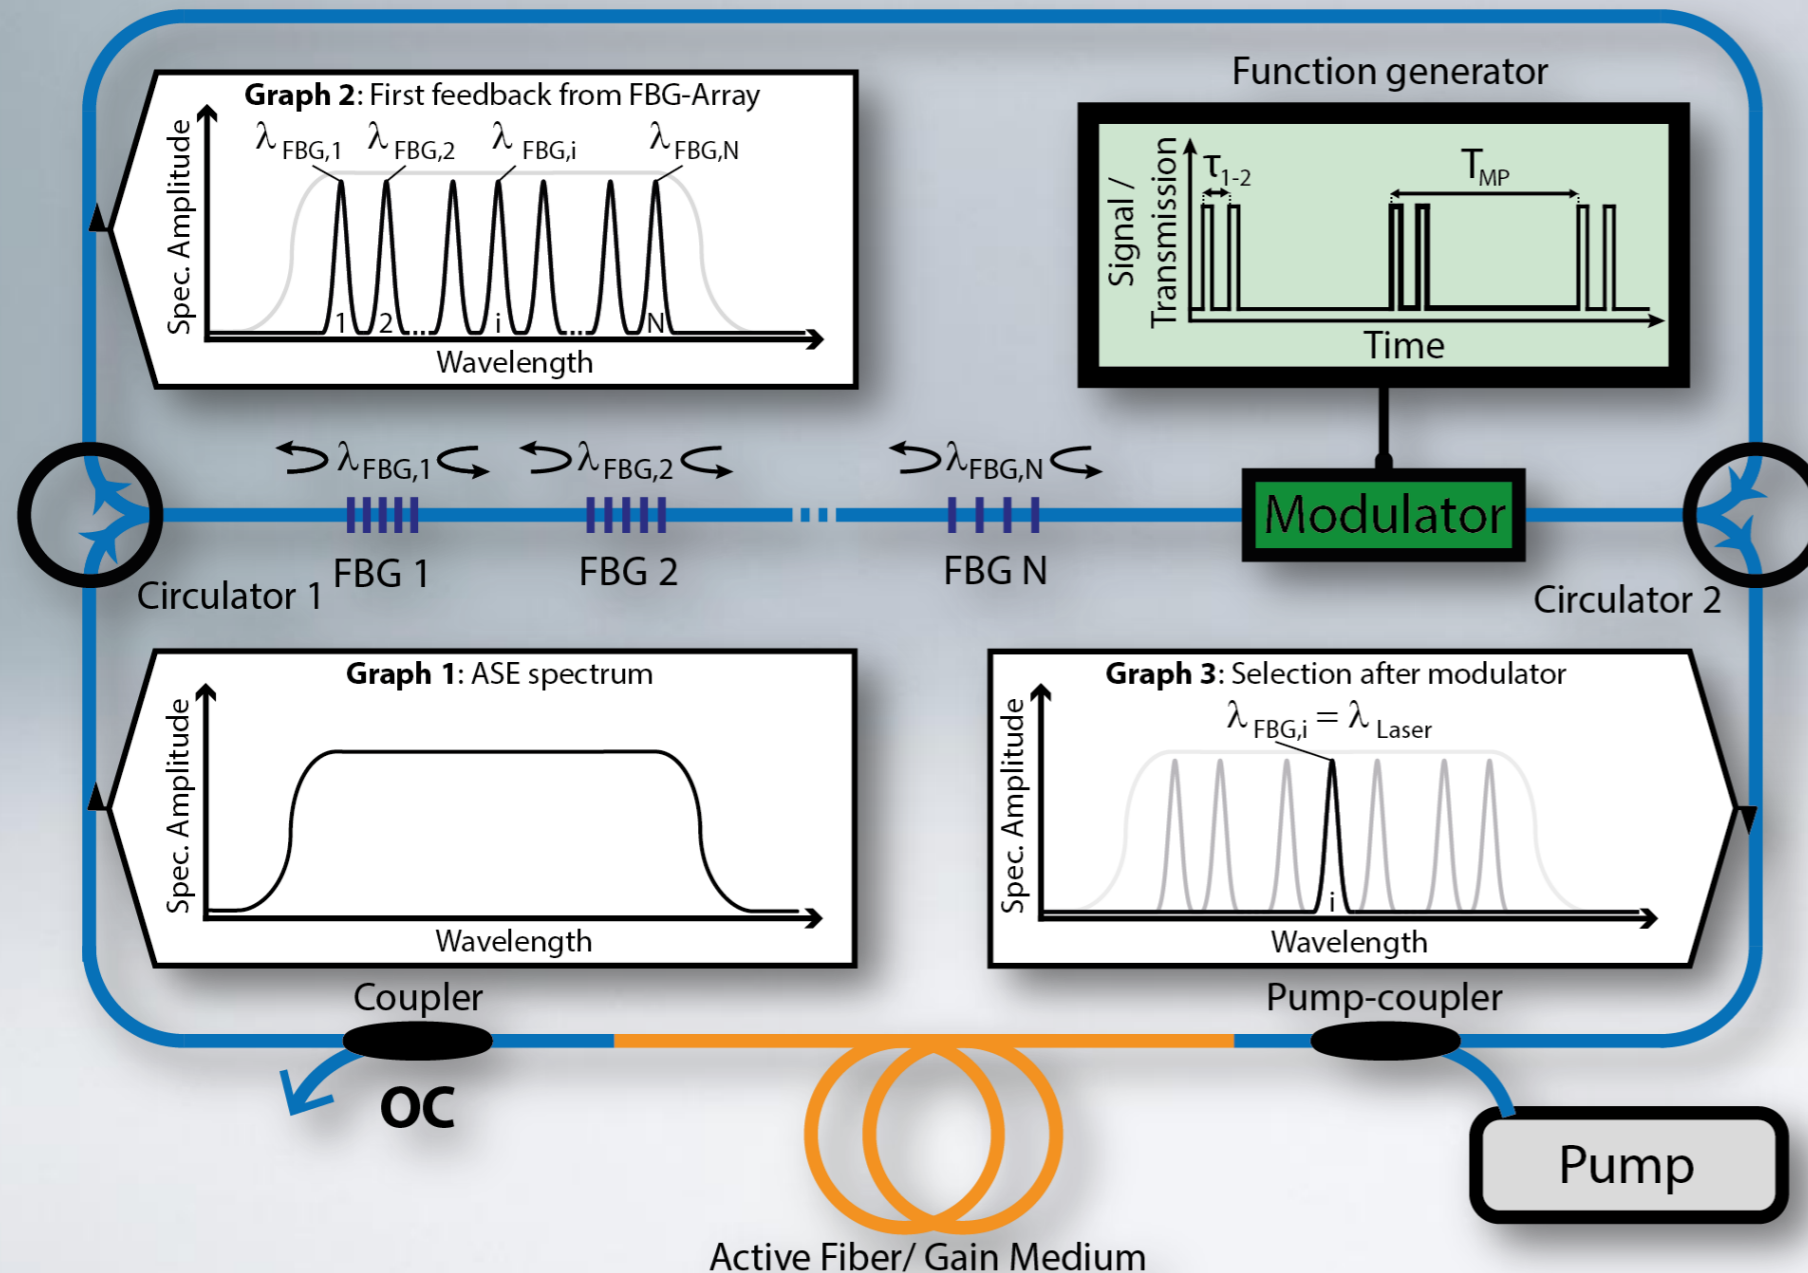 Graph 2: First feedback from FBG-Array
Spec. Amplitude
λ FBG,1
λ FBG,2
λ FBG,i
λ FBG,N
1
2
...
i
...
N
Wavelength
Function generator
Signal /
Transmission
τ1-2
TMP
Time
λFBG,1
λFBG,2
λFBG,N
Modulator
Circulator 1
FBG 1
FBG 2
FBG N
Circulator 2
Graph 1: ASE spectrum
Spec. Amplitude
Wavelength
Graph 3: Selection after modulator
Spec. Amplitude
λ FBG,i = λ Laser
i
Wavelength
Coupler
OC
Pump-coupler
Pump
Active Fiber/ Gain Medium